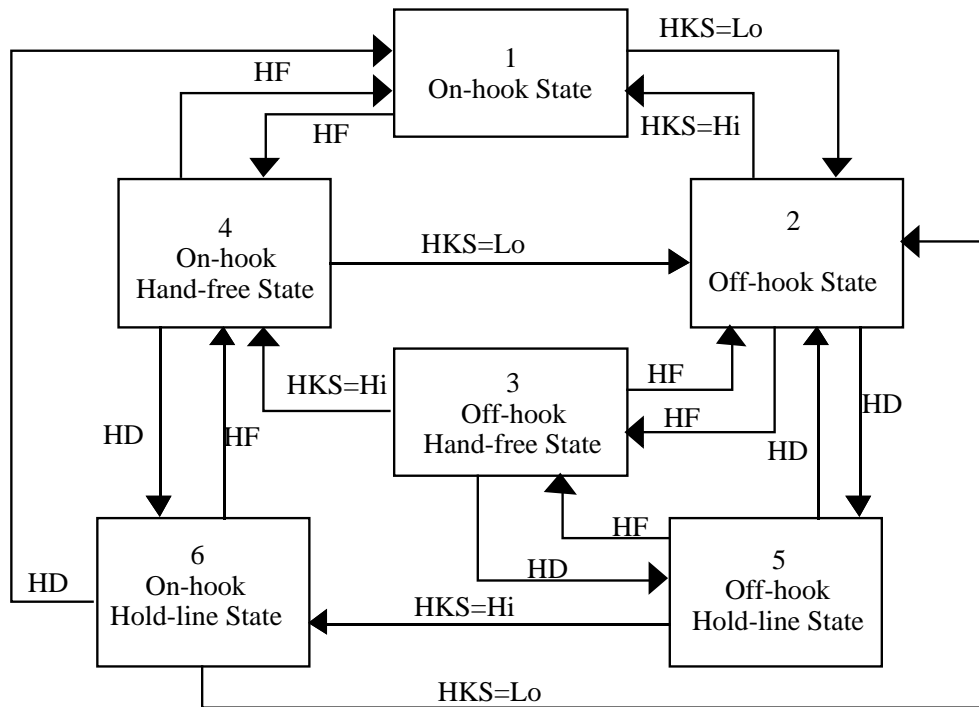 HKS=Lo
1
On-hook State
HF
HKS=Hi
HF
4
On-hook
Hand-free State
HKS=Lo
2
Off-hook State
HKS=Hi
3
Off-hook
Hand-free State
HF
HF
HD
HD
HF
HD
HF
HD
6
On-hook
Hold-line State
HD
HKS=Hi
5
Off-hook
Hold-line State
HKS=Lo